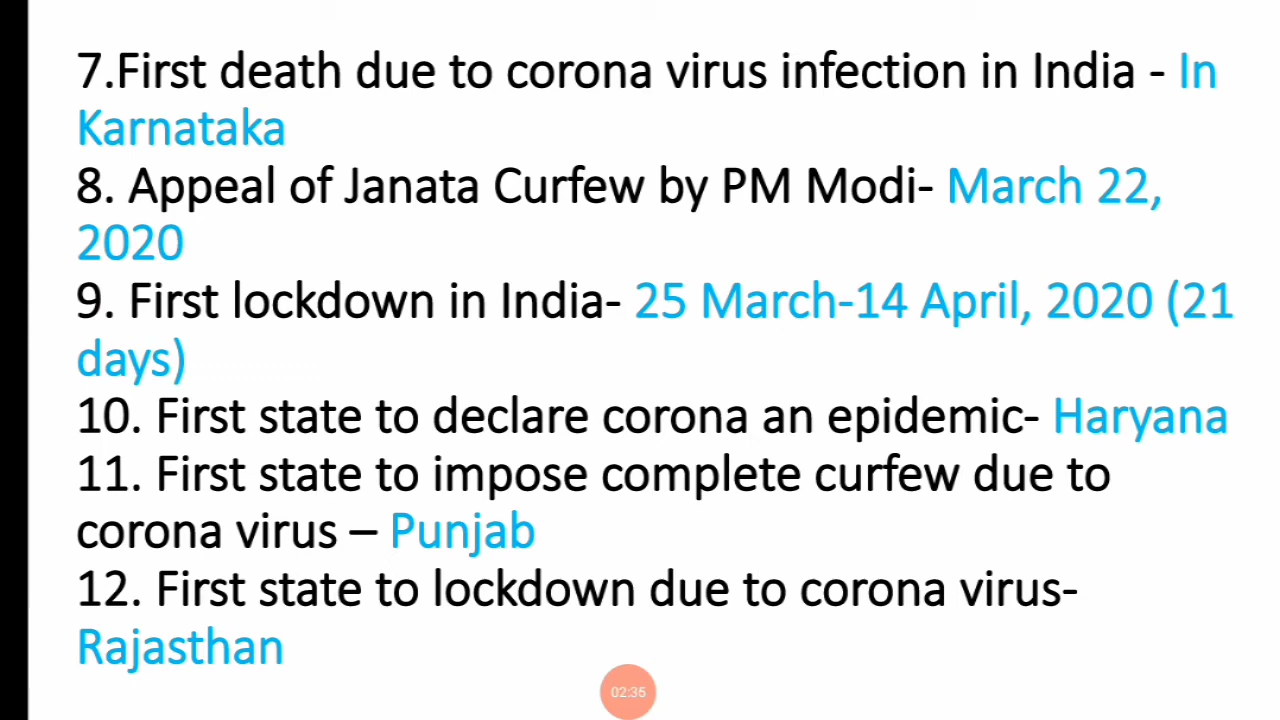 7.First death due to corona virus infection in India - In
Karnataka
8. Appeal of Janata Curfew by PM Modi- March 22,
2020
9. First lockdown in India- 25 March-14 April, 2020 (21
days)
10. First state to declare corona an epidemic- Haryana
11. First state to impose complete curfew due to
corona virus – Punjab
12. First state to lockdown due to corona virus-
Rajasthan
02:36